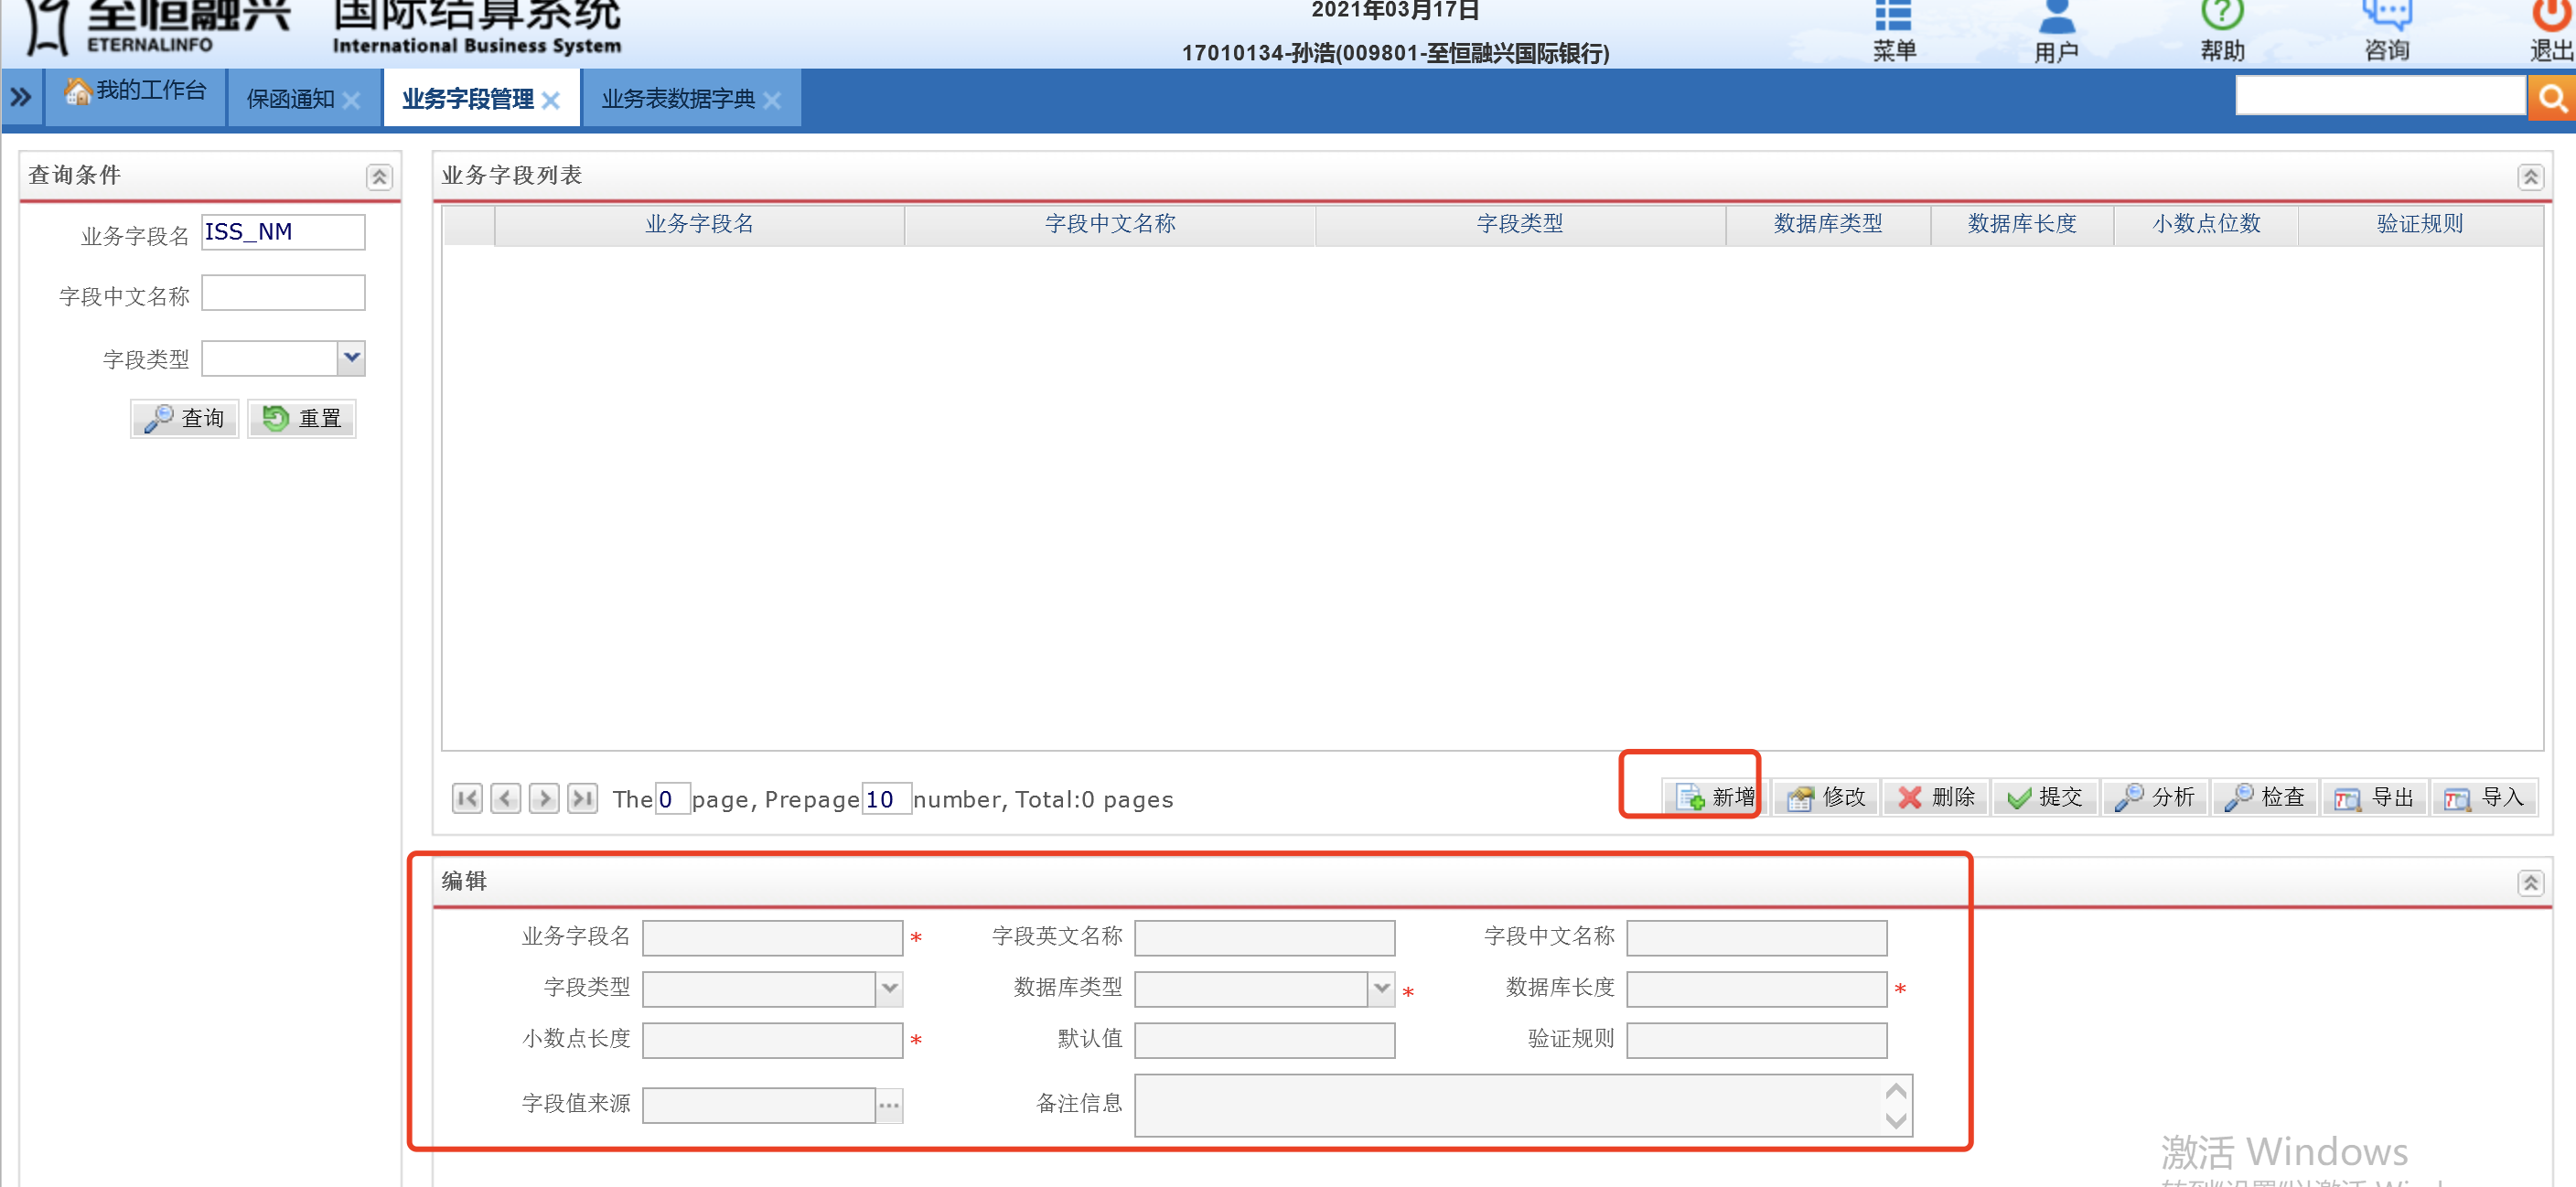 至恒融兴 国际结算系统
ETERNALINFO International Business System
2021年03月17日
17010134-孙浩(009801-至恒融兴国际银行)
菜单 用户 帮助 咨询 退出
我的工作台 保函通知 业务字段管理 业务表数据字典
查询条件
业务字段名 ISS_NM
字段中文名称
字段类型
查询 重置
业务字段列表
业务字段名 字段中文名称 字段类型 数据库类型 数据库长度 小数点位数 验证规则
The 0 page, Prepage 10 number, Total:0 pages
新增 修改 删除 提交 分析 检查 导出 导入
编辑
业务字段名 * 字段英文名称 字段中文名称
字段类型 数据库类型 * 数据库长度 *
小数点长度 * 默认值 验证规则
字段值来源 ... 备注信息
激活 Windows